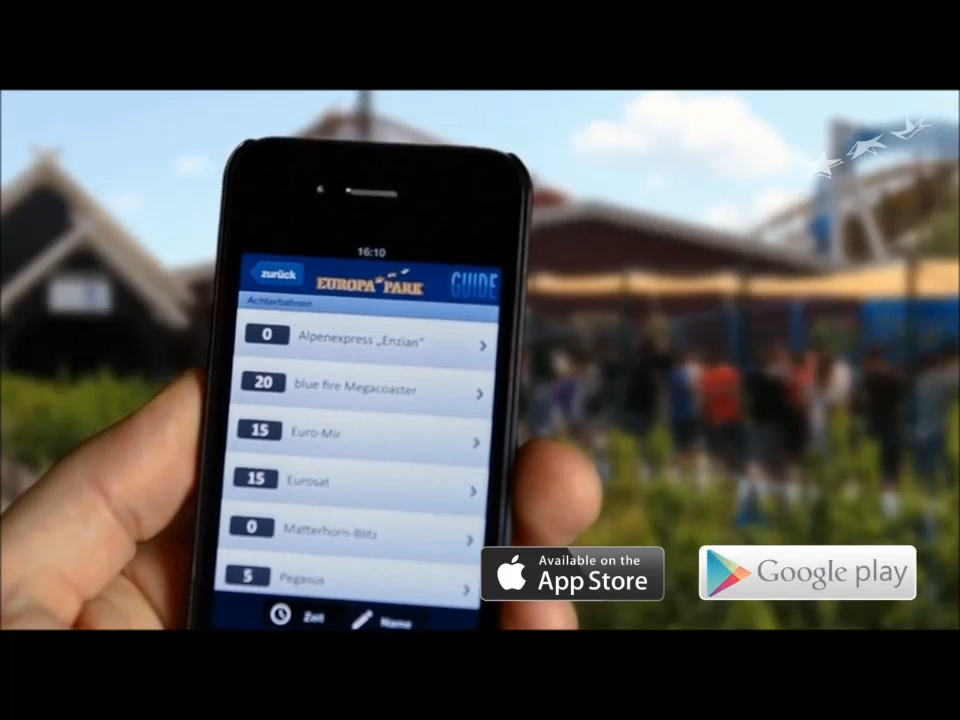 16:10
zurück
EUROPA PARK
GUIDE
Achterbahnen
0 Alpenexpress „Enzian"
20 blue fire Megacoaster
15 Euro-Mir
15 Eurosat
0 Matterhorn-Blitz
5 Pegasus
Zeit Name
Available on the
App Store
Google play